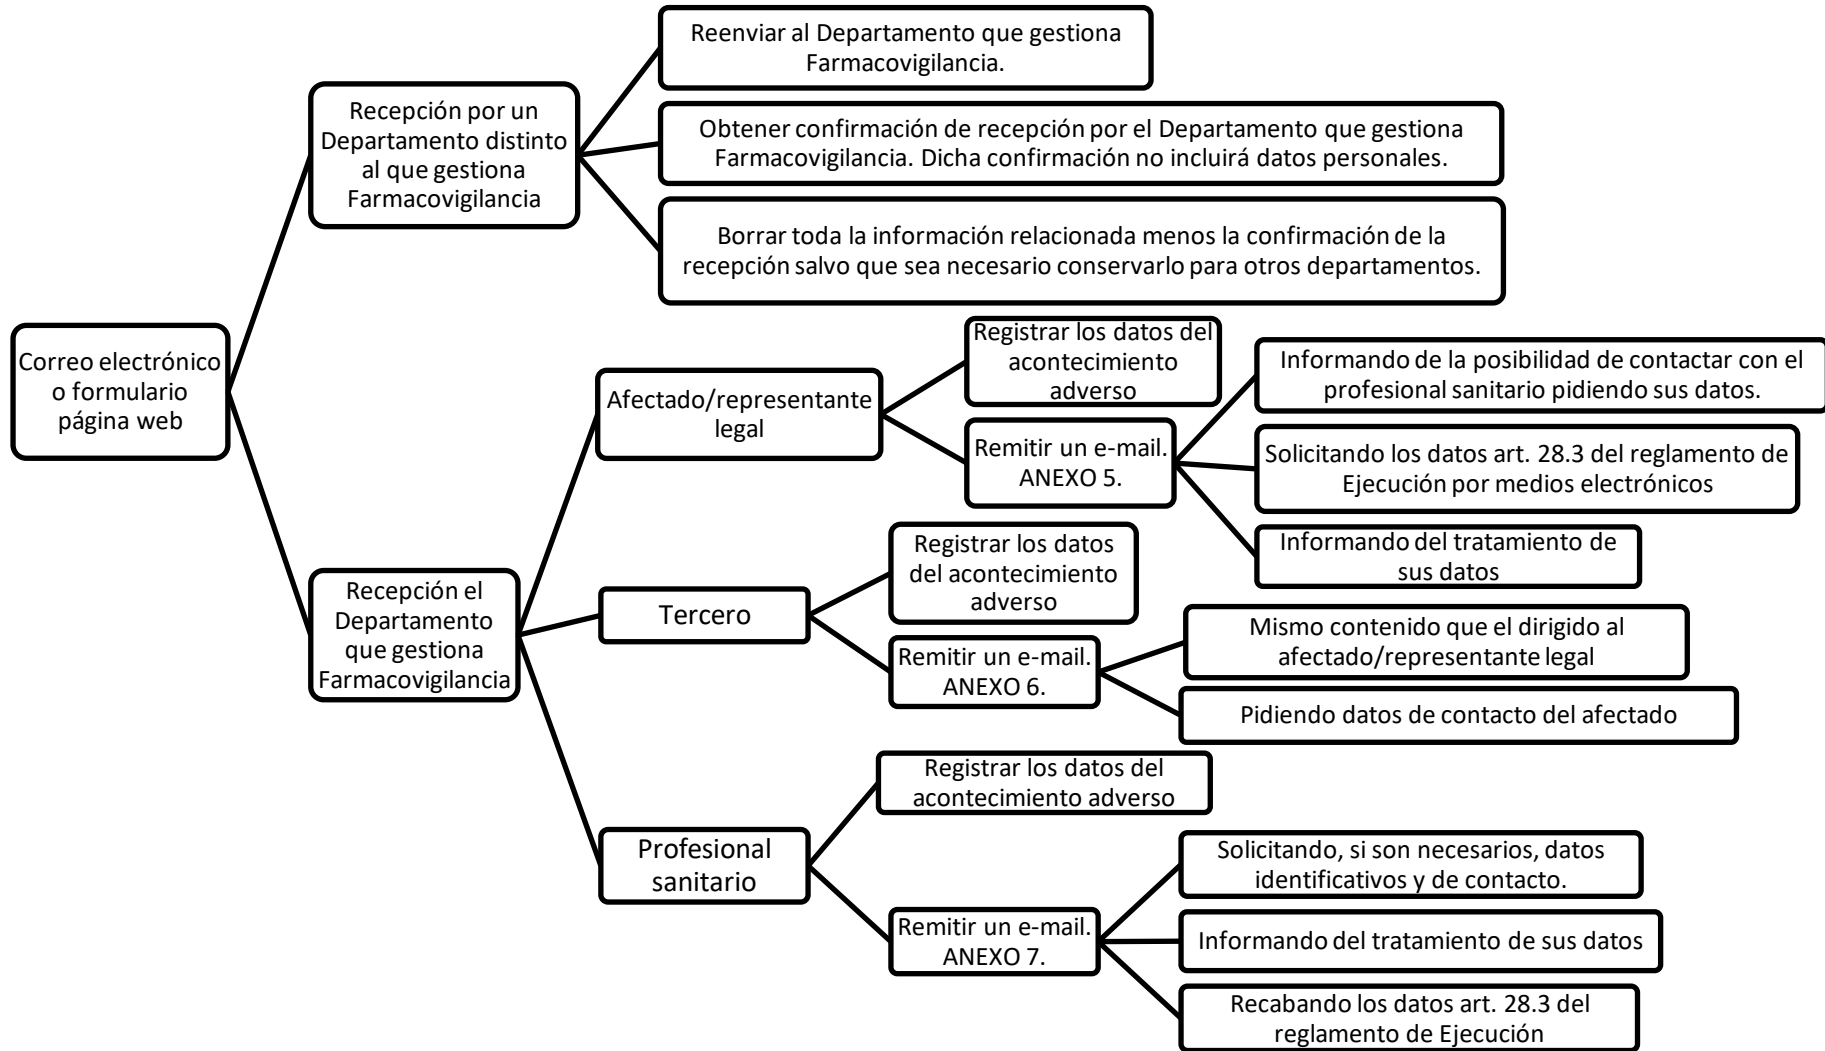 Correo electrónico
o formulario
página web
Recepción por un
Departamento distinto
al que gestiona
Farmacovigilancia
Reenviar al Departamento que gestiona
Farmacovigilancia.
Obtener confirmación de recepción por el Departamento que gestiona
Farmacovigilancia. Dicha confirmación no incluirá datos personales.
Borrar toda la información relacionada menos la confirmación de la
recepción salvo que sea necesario conservarlo para otros departamentos.
Recepción el
Departamento
que gestiona
Farmacovigilancia
Afectado/representante
legal
Registrar los datos del
acontecimiento
adverso
Remitir un e-mail.
ANEXO 5.
Informando de la posibilidad de contactar con el
profesional sanitario pidiendo sus datos.
Solicitando los datos art. 28.3 del reglamento de
Ejecución por medios electrónicos
Informando del tratamiento de
sus datos
Tercero
Registrar los datos
del acontecimiento
adverso
Remitir un e-mail.
ANEXO 6.
Mismo contenido que el dirigido al
afectado/representante legal
Pidiendo datos de contacto del afectado
Profesional
sanitario
Registrar los datos del
acontecimiento adverso
Remitir un e-mail.
ANEXO 7.
Solicitando, si son necesarios, datos
identificativos y de contacto.
Informando del tratamiento de sus datos
Recabando los datos art. 28.3 del
reglamento de Ejecución